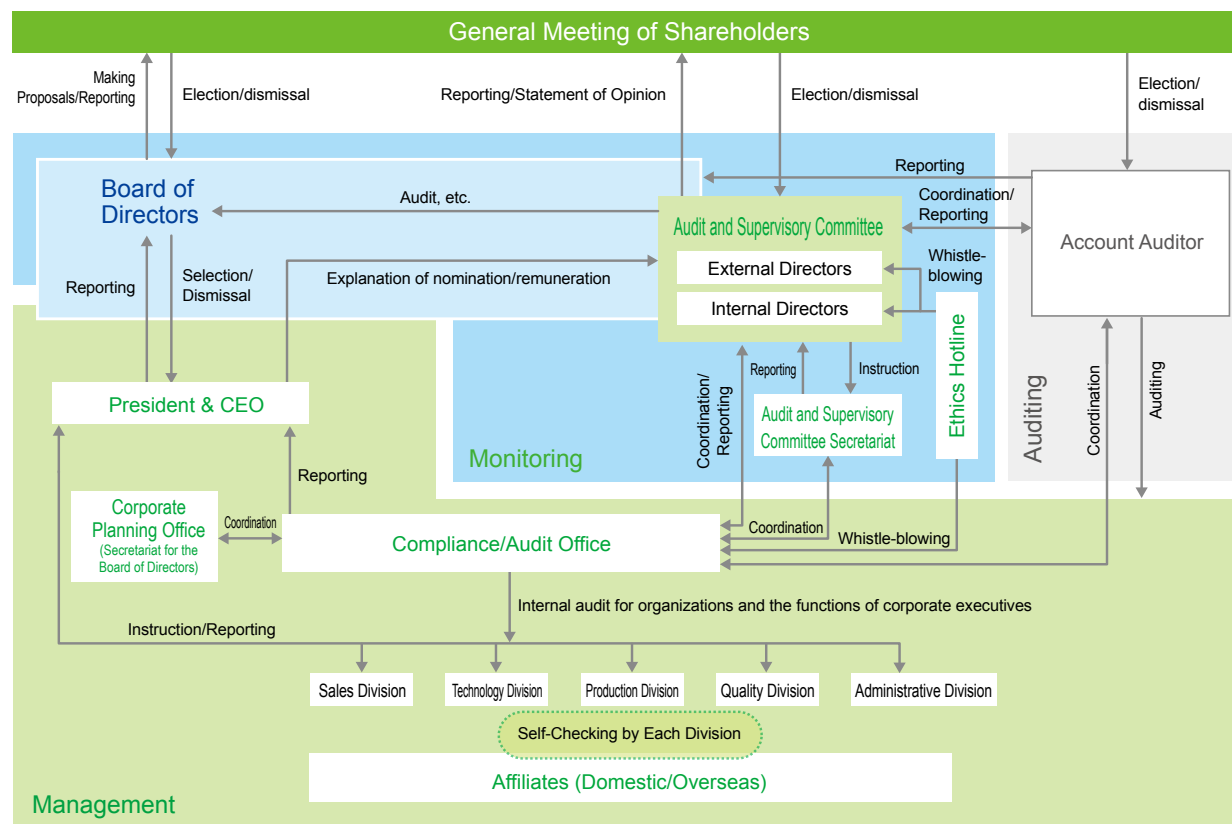 General Meeting of Shareholders
Making
Proposals/Reporting
Election/dismissal
Reporting/Statement of Opinion
Election/dismissal
Election/
dismissal
Board of
Directors
Audit, etc.
Reporting
Coordination/
Reporting
Audit and Supervisory Committee
External Directors
Internal Directors
Account Auditor
Whistle-
blowing
Reporting
Selection/
Dismissal
Explanation of nomination/remuneration
President & CEO
Coordination/
Reporting
Reporting
Instruction
Audit and Supervisory
Committee Secretariat
Ethics Hotline
Monitoring
Auditing
Coordination
Auditing
Reporting
Corporate
Planning Office
(Secretariat for the
Board of Directors)
Coordination
Compliance/Audit Office
Coordination
Whistle-blowing
Internal audit for organizations and the functions of corporate executives
Instruction/Reporting
Sales Division
Technology Division
Production Division
Quality Division
Administrative Division
Self-Checking by Each Division
Affiliates (Domestic/Overseas)
Management